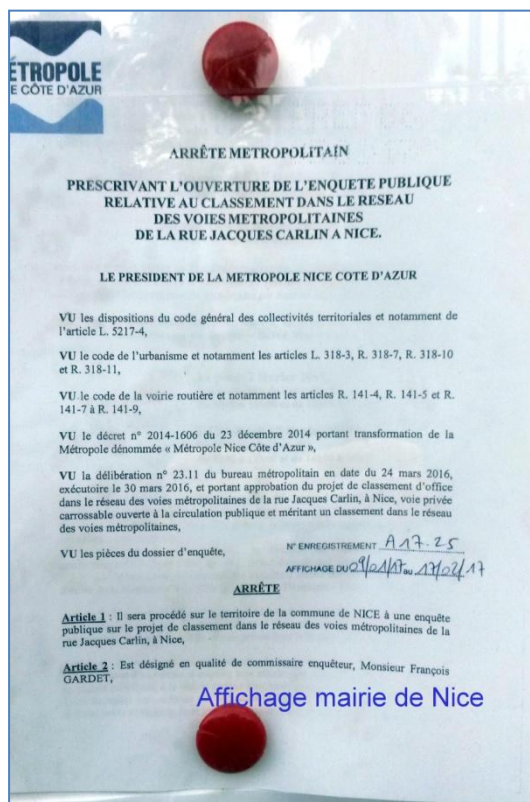 ÉTROPOLE
E CÔTE D'AZUR
ARRÊTE METROPOLITAIN
PRESCRIVANT L'OUVERTURE DE L'ENQUETE PUBLIQUE
RELATIVE AU CLASSEMENT DANS LE RESEAU
DES VOIES METROPOLITAINES
DE LA RUE JACQUES CARLIN A NICE.
LE PRESIDENT DE LA METROPOLE NICE COTE D'AZUR
VU les dispositions du code général des collectivités territoriales et notamment de
l'article L. 5217-4,
VU le code de l'urbanisme et notamment les articles L. 318-3, R. 318-7, R. 318-10
et R. 318-11,
VU le code de la voirie routière et notamment les articles R. 141-4, R. 141-5 et R.
141-7 à R. 141-9,
VU le décret n° 2014-1606 du 23 décembre 2014 portant transformation de la
Métropole dénommée « Métropole Nice Côte d'Azur »,
VU la délibération n° 23.11 du bureau métropolitain en date du 24 mars 2016,
exécutoire le 30 mars 2016, et portant approbation du projet de classement d'office
dans le réseau des voies métropolitaines de la rue Jacques Carlin, à Nice, voie privée
carrossable ouverte à la circulation publique et méritant un classement dans le réseau
des voies métropolitaines,
VU les pièces du dossier d'enquête,
N° ENREGISTREMENT A17.25
AFFICHAGE DU 09/01/17 au 17/02/17
ARRÊTE
Article 1 : Il sera procédé sur le territoire de la commune de NICE à une enquête
publique sur le projet de classement dans le réseau des voies métropolitaines de la
rue Jacques Carlin, à Nice,
Article 2 : Est désigné en qualité de commissaire enquêteur, Monsieur François
GARDET,
Affichage mairie de Nice